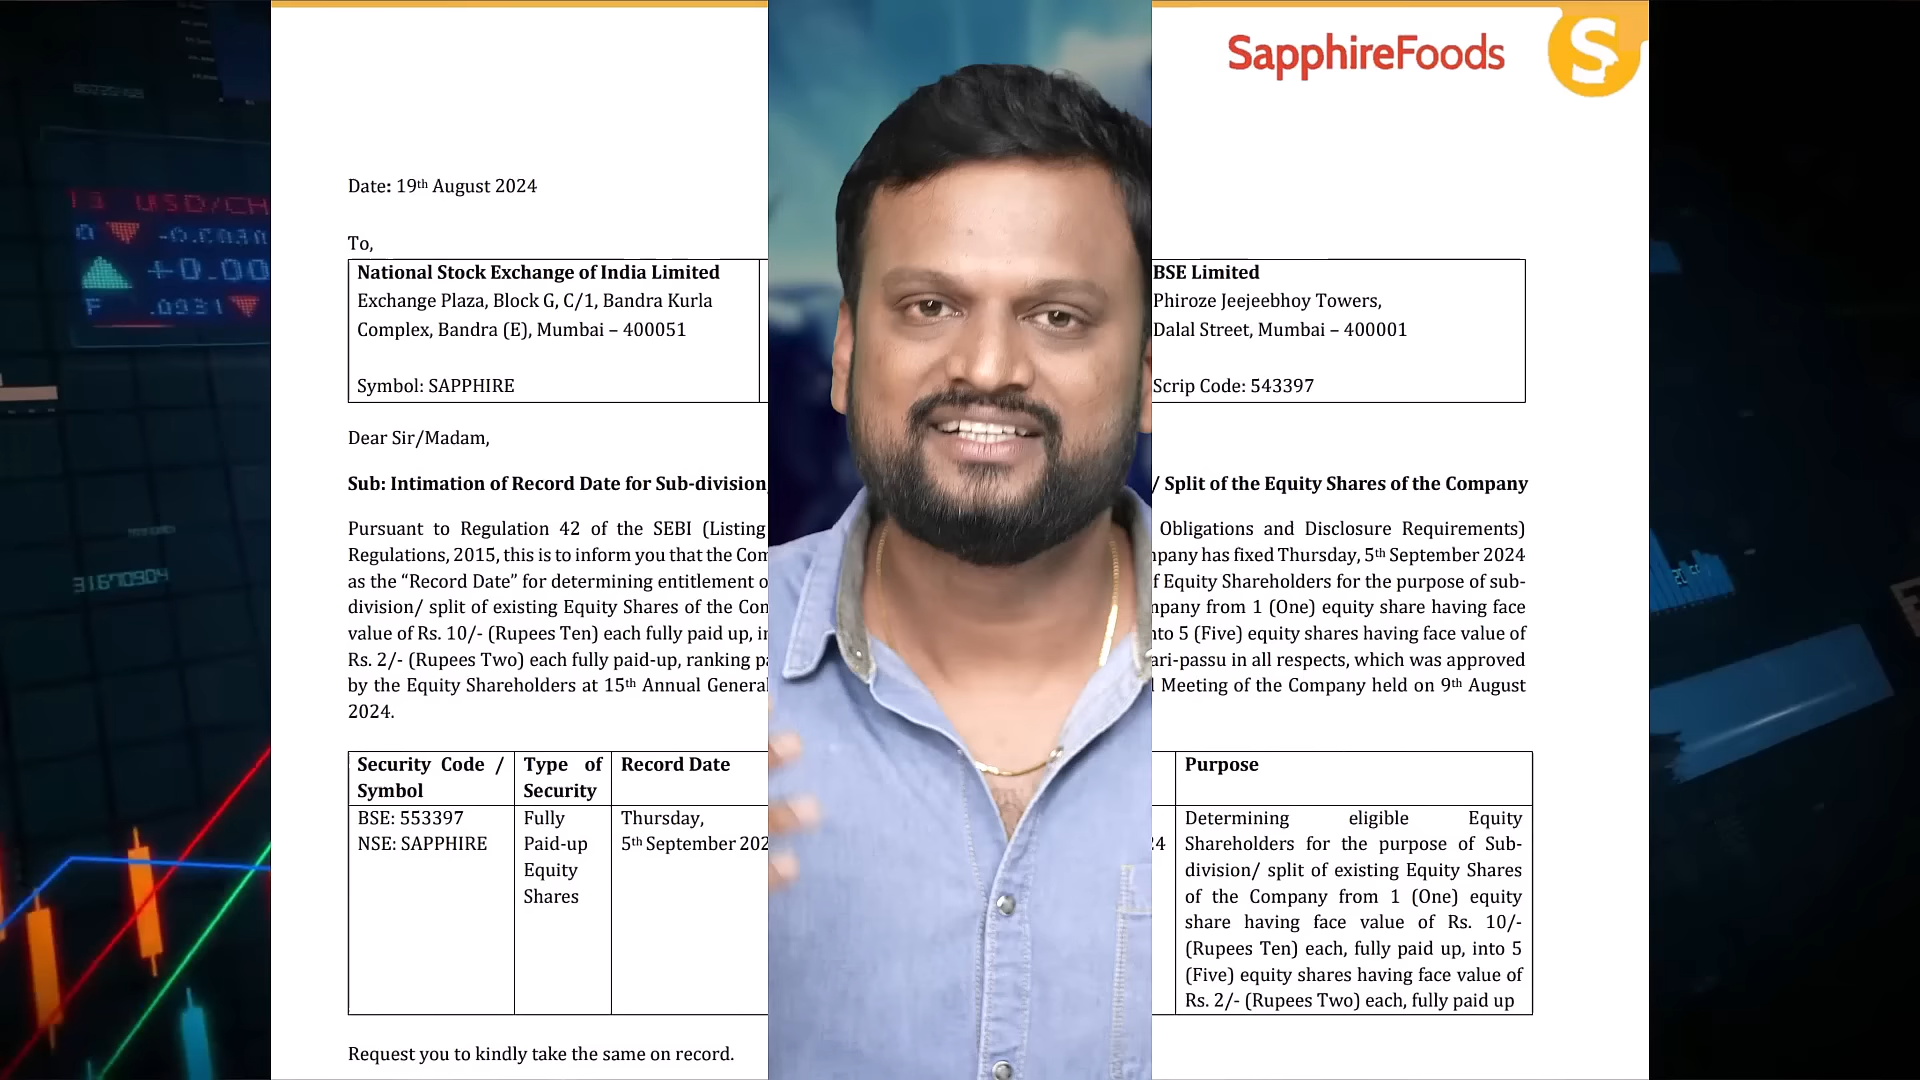 SapphireFoods
S
Date: 19th August 2024
To,
National Stock Exchange of India Limited
Exchange Plaza, Block G, C/1, Bandra Kurla
Complex, Bandra (E), Mumbai – 400051
Symbol: SAPPHIRE
BSE Limited
Phiroze Jeejeebhoy Towers,
Dalal Street, Mumbai – 400001
Scrip Code: 543397
Dear Sir/Madam,
Sub: Intimation of Record Date for Sub-division/ Split of the Equity Shares of the Company
Pursuant to Regulation 42 of the SEBI (Listing Obligations and Disclosure Requirements)
Regulations, 2015, this is to inform you that the Company has fixed Thursday, 5th September 2024
as the “Record Date” for determining entitlement of Equity Shareholders for the purpose of sub-
division/ split of existing Equity Shares of the Company from 1 (One) equity share having face
value of Rs. 10/- (Rupees Ten) each fully paid up, into 5 (Five) equity shares having face value of
Rs. 2/- (Rupees Two) each fully paid-up, ranking pari-passu in all respects, which was approved
by the Equity Shareholders at 15th Annual General Meeting of the Company held on 9th August
2024.
Security Code /
Symbol
Type of
Security
Record Date
Purpose
BSE: 553397
NSE: SAPPHIRE
Fully
Paid-up
Equity
Shares
Thursday,
5th September 2024
Determining eligible Equity
Shareholders for the purpose of Sub-
division/ split of existing Equity Shares
of the Company from 1 (One) equity
share having face value of Rs. 10/-
(Rupees Ten) each, fully paid up, into 5
(Five) equity shares having face value of
Rs. 2/- (Rupees Two) each, fully paid up
Request you to kindly take the same on record.
USD/CH
+0.00
.0931
31670904